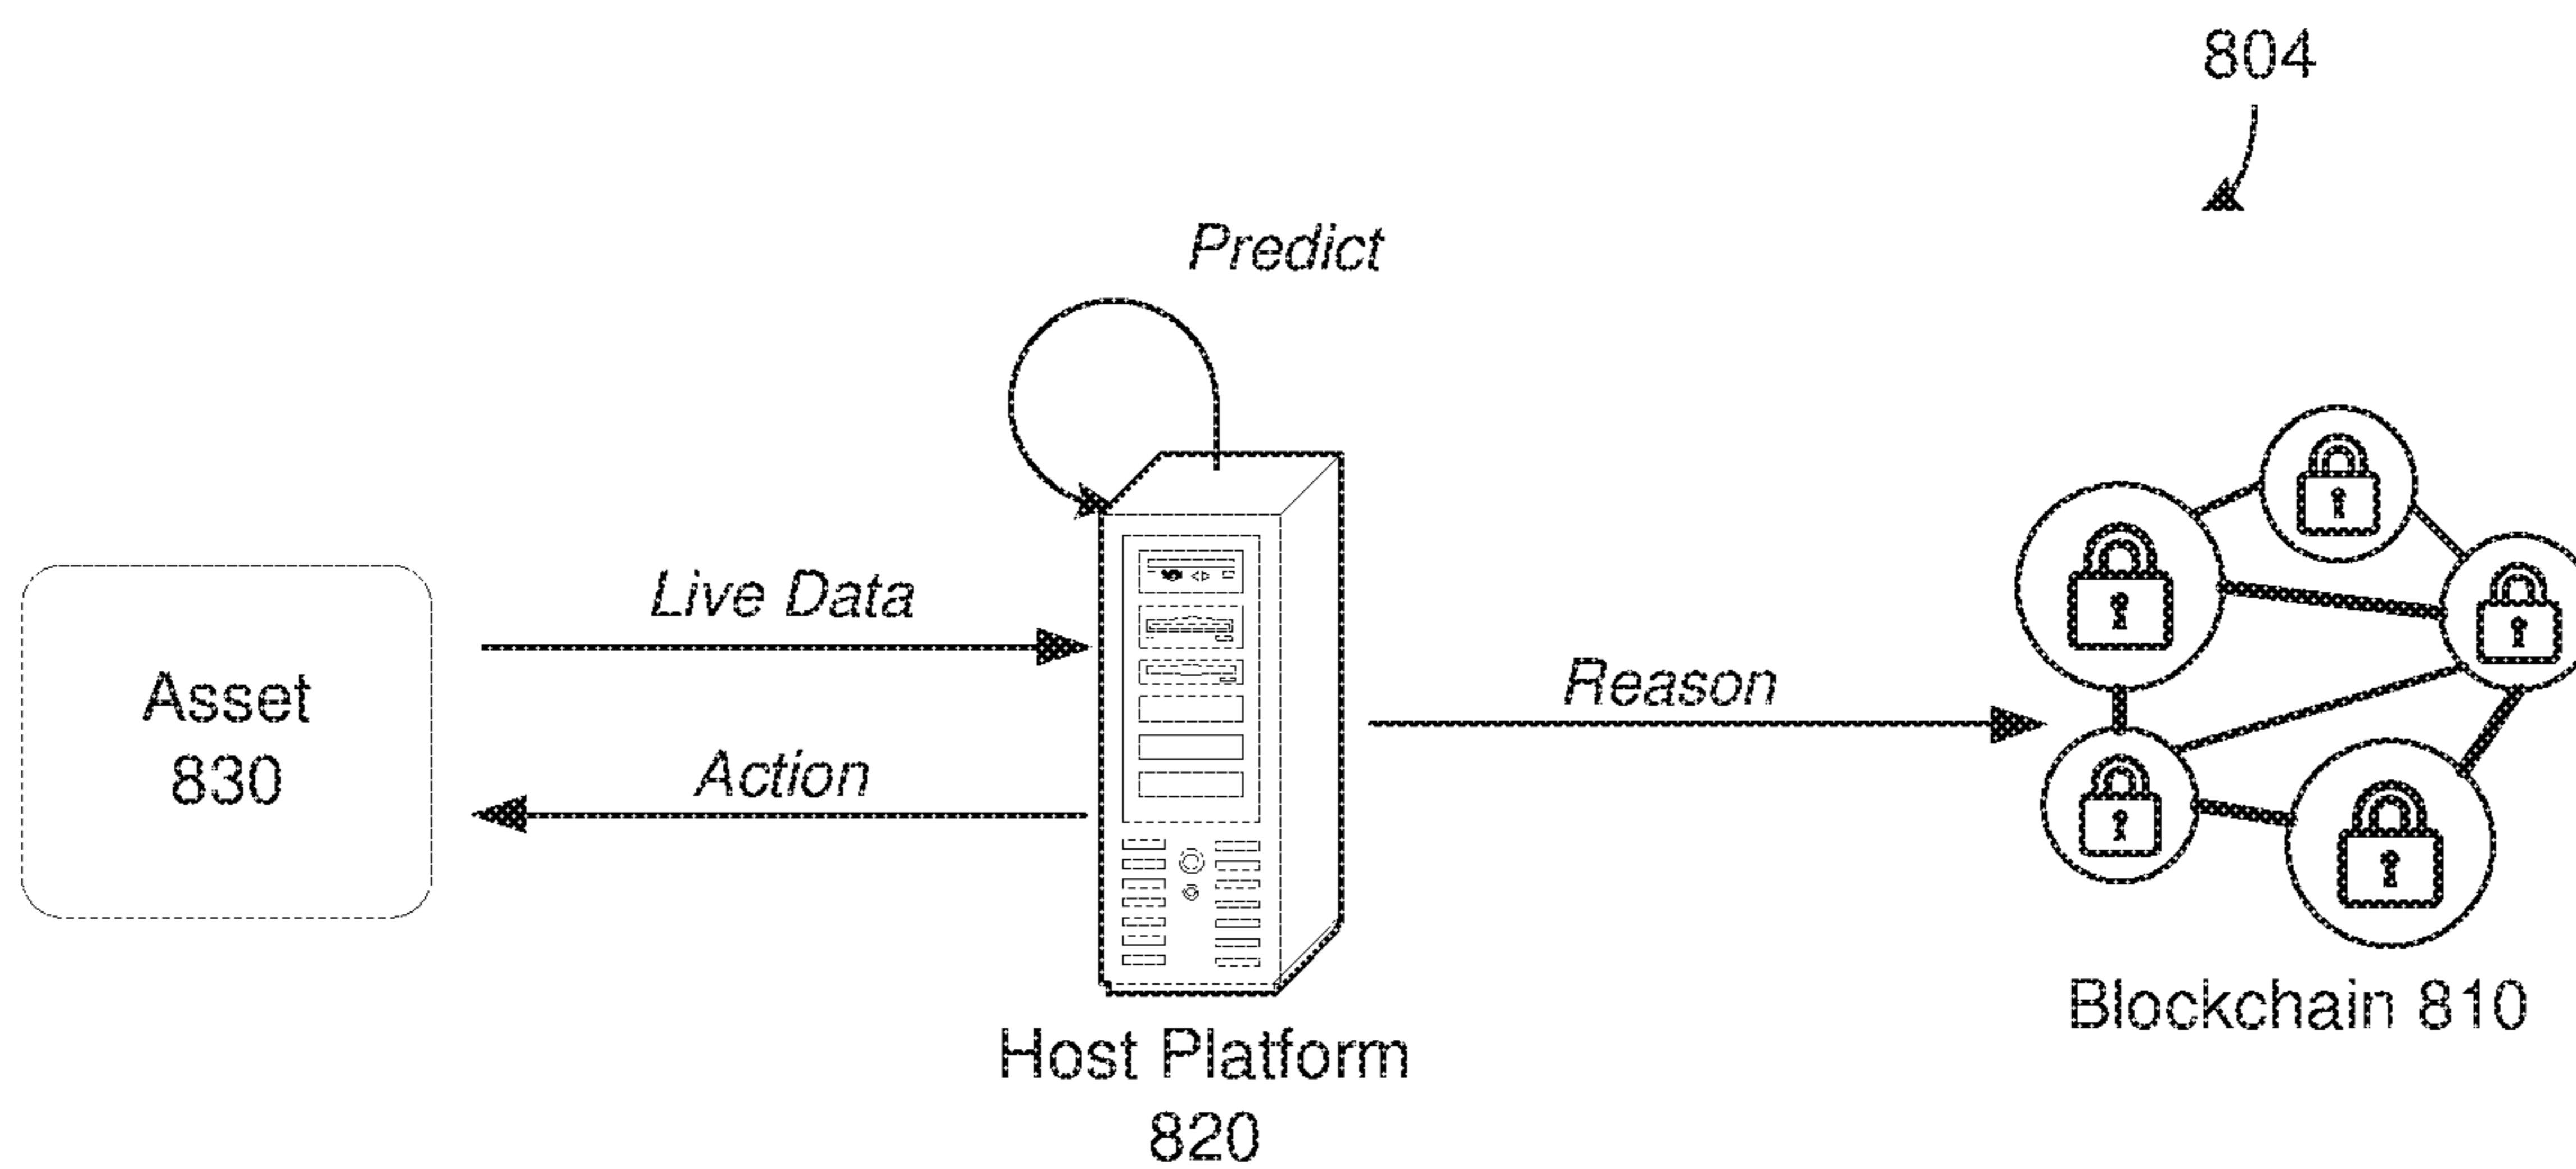 804
Predict
Live Data
Asset
830
Action
Reason
Blockchain 810
Host Platform
820